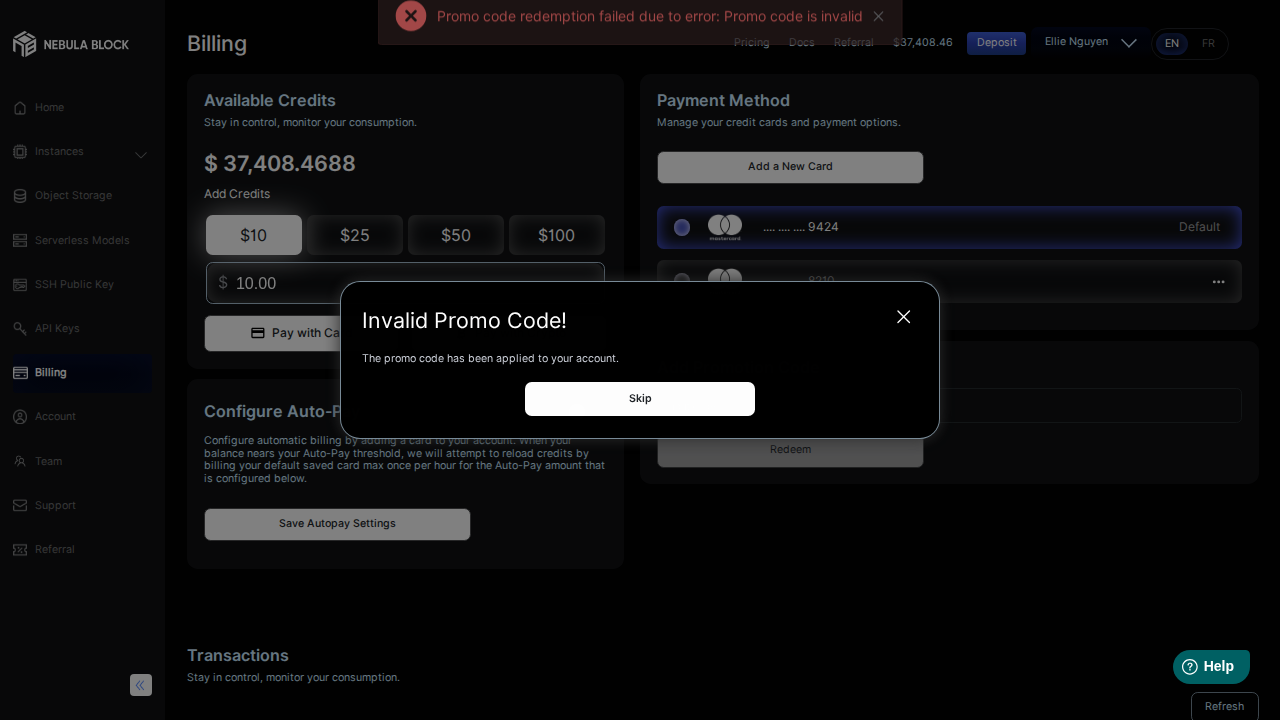 Promo code redemption failed due to error: Promo code is invalid
NEBULA BLOCK
Billing
Pricing
Docs
Referral
$37,408.46
Deposit
Ellie Nguyen
EN
FR
Home
Instances
Object Storage
Serverless Models
SSH Public Key
API Keys
Billing
Account
Team
Support
Referral
Available Credits
Stay in control, monitor your consumption.
$ 37,408.4688
Add Credits
$10
$25
$50
$100
$ 10.00
Pay with Ca
Payment Method
Manage your credit cards and payment options.
Add a New Card
mastercard
.... .... .... 9424
Default
Invalid Promo Code!
The promo code has been applied to your account.
Skip
Redeem
Configure Auto-P
Configure automatic billing by adding a card to your account. When your
balance nears your Auto-Pay threshold, we will attempt to reload credits by
billing your default saved card max once per hour for the Auto-Pay amount that
is configured below.
Save Autopay Settings
Transactions
Stay in control, monitor your consumption.
Help
Refresh